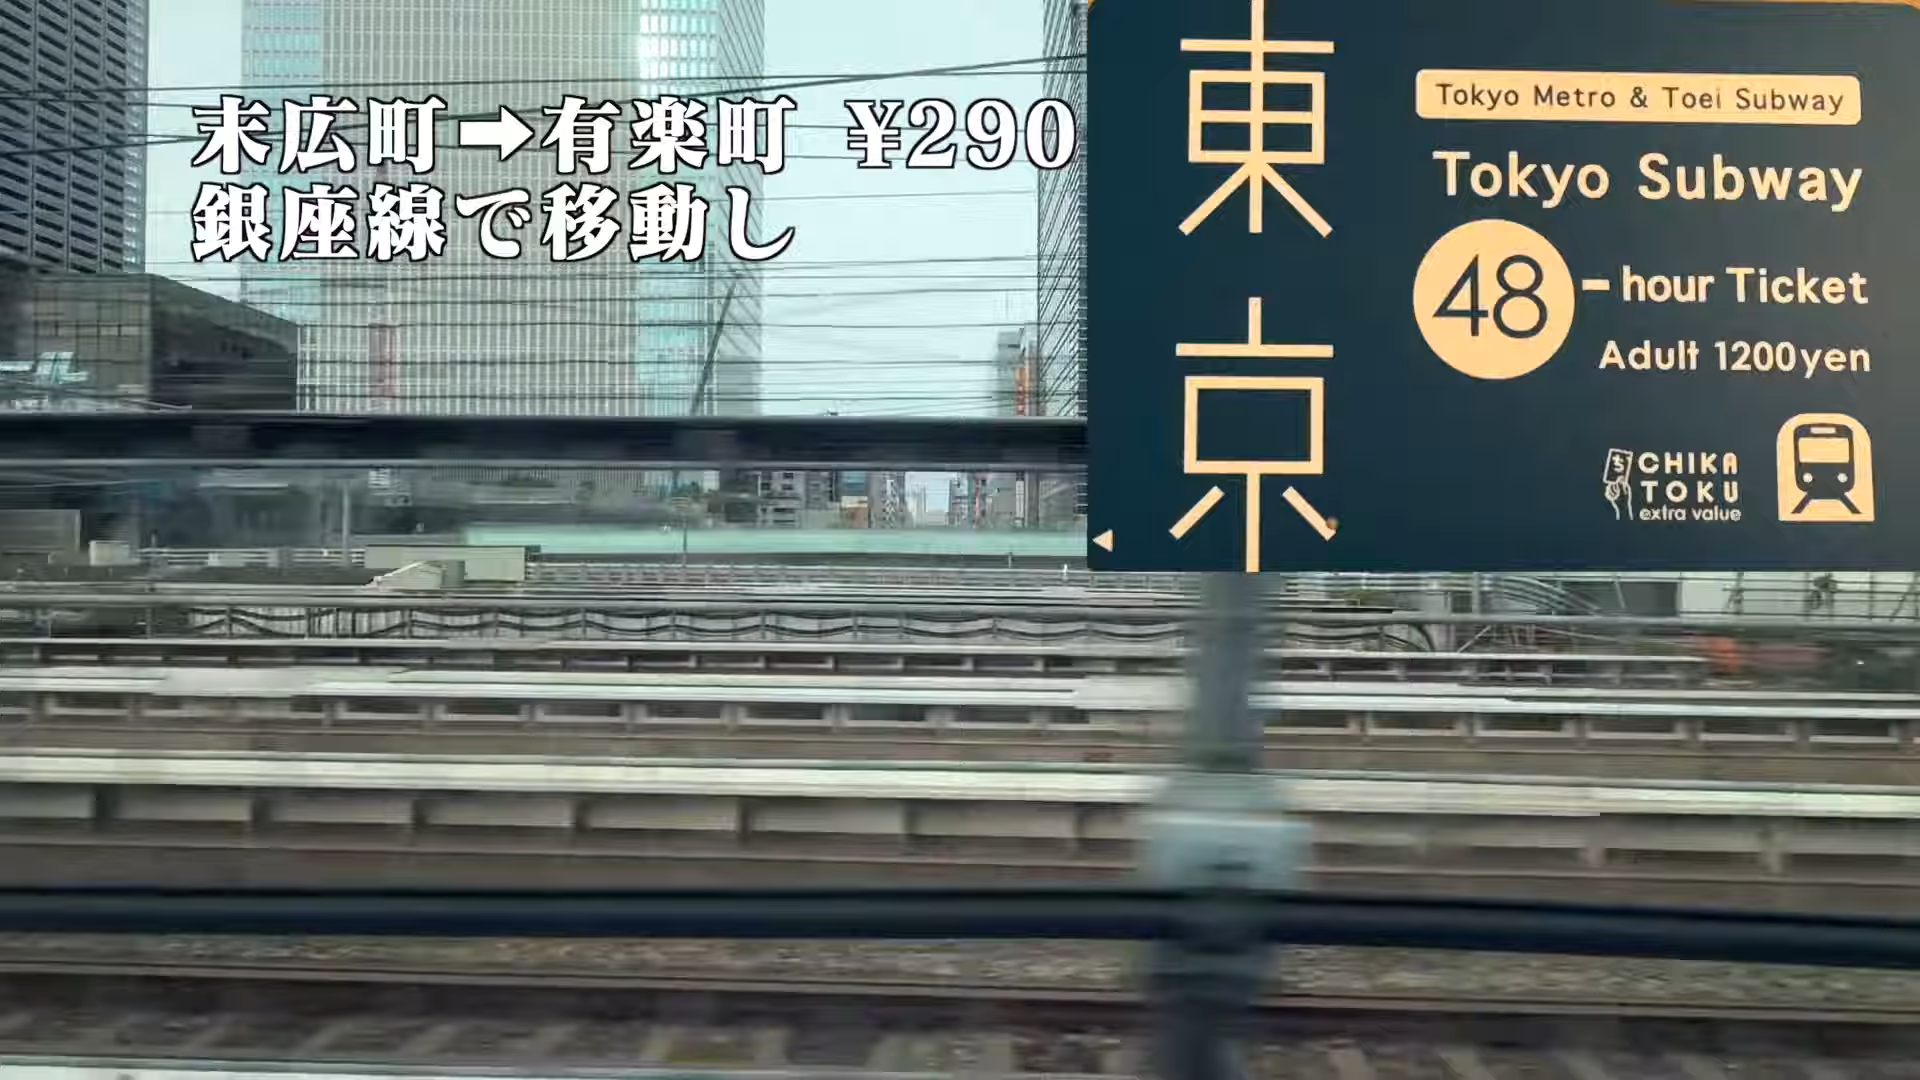 末広町➡有楽町 ¥290
銀座線で移動し
東京
Tokyo Metro & Toei Subway
Tokyo Subway
48-hour Ticket
Adult 1200yen
ち
CHIKA
TOKU
extra value